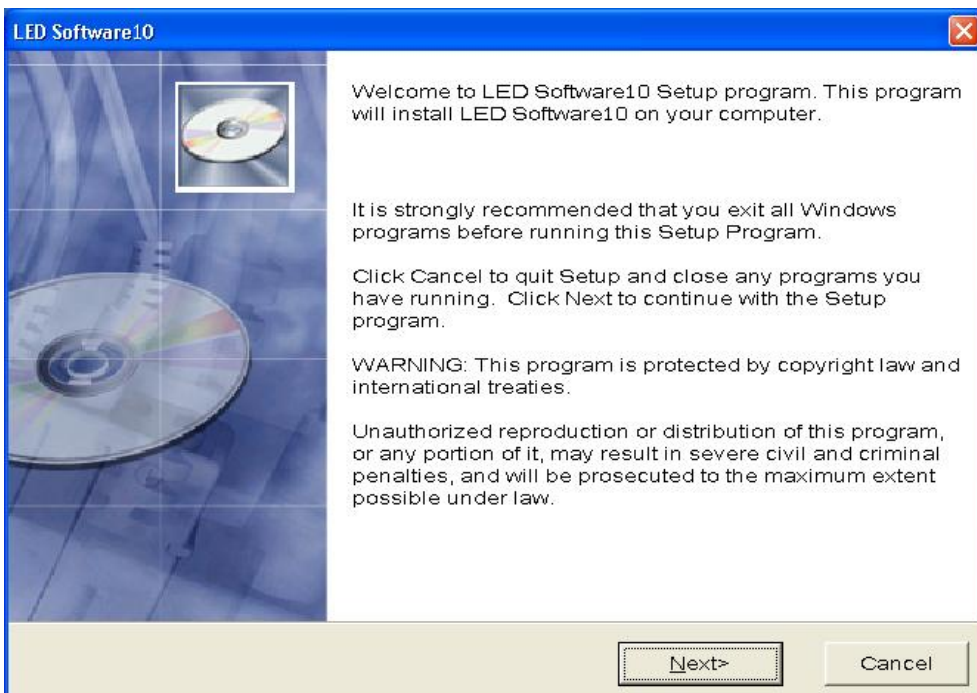 LED Software10
Welcome to LED Software10 Setup program. This program
will install LED Software10 on your computer.
It is strongly recommended that you exit all Windows
programs before running this Setup Program.
Click Cancel to quit Setup and close any programs you
have running.  Click Next to continue with the Setup
program.
WARNING: This program is protected by copyright law and
international treaties.
Unauthorized reproduction or distribution of this program,
or any portion of it, may result in severe civil and criminal
penalties, and will be prosecuted to the maximum extent
possible under law.
Next>
Cancel